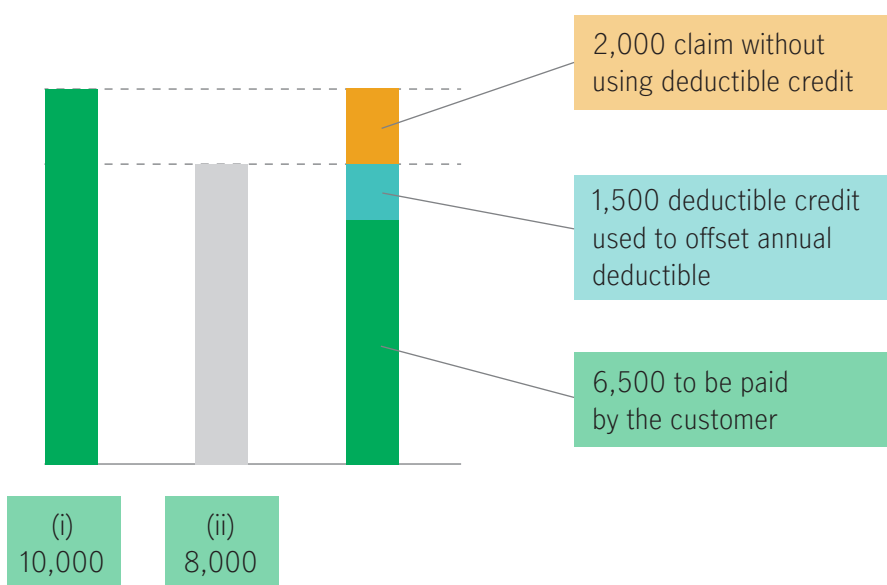 2,000 claim without
using deductible credit
1,500 deductible credit
used to offset annual
deductible
6,500 to be paid
by the customer
(i)
10,000
(ii)
8,000